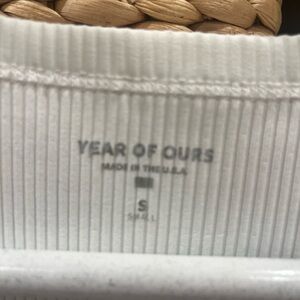 YEAR OF OURS
MADE IN THE U.S.A.
S
SMALL